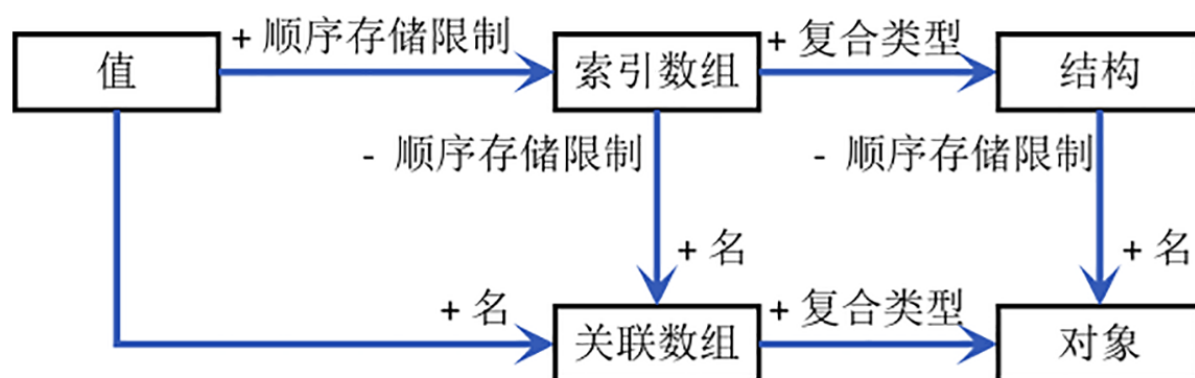 值
+ 顺序存储限制
索引数组
+ 复合类型
结构
- 顺序存储限制
- 顺序存储限制
+ 名
+ 名
+ 名
关联数组
+ 复合类型
对象